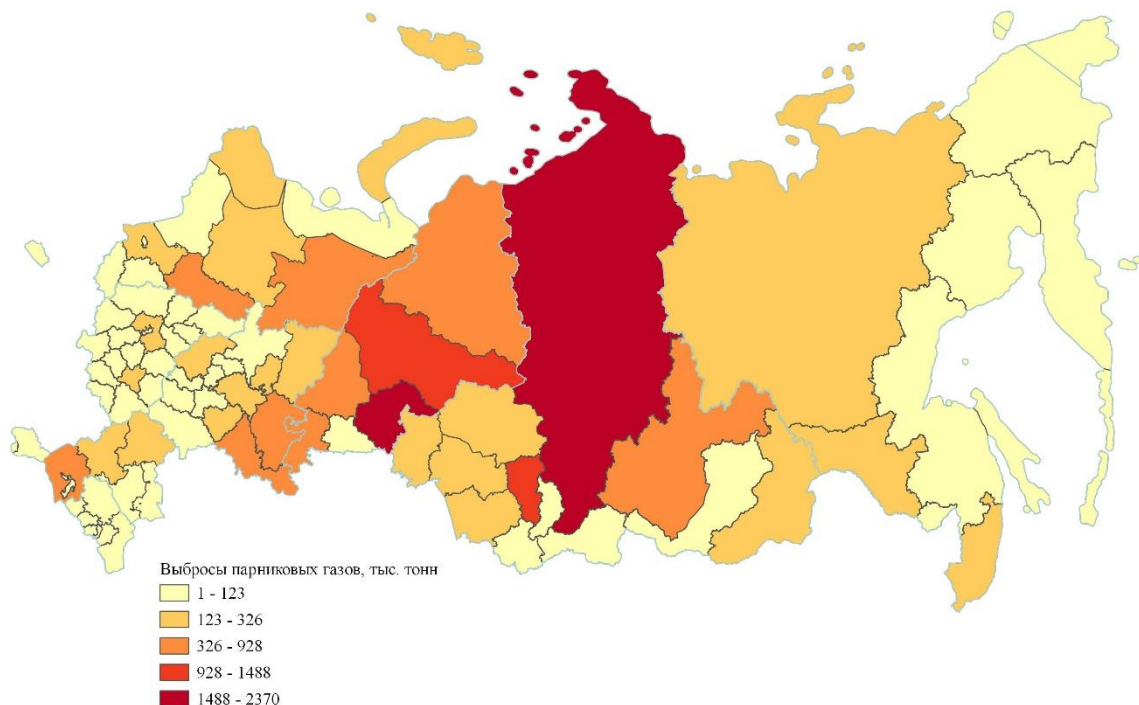 Выбросы парниковых газов, тыс. тонн
1 - 123
123 - 326
326 - 928
928 - 1488
1488 - 2370